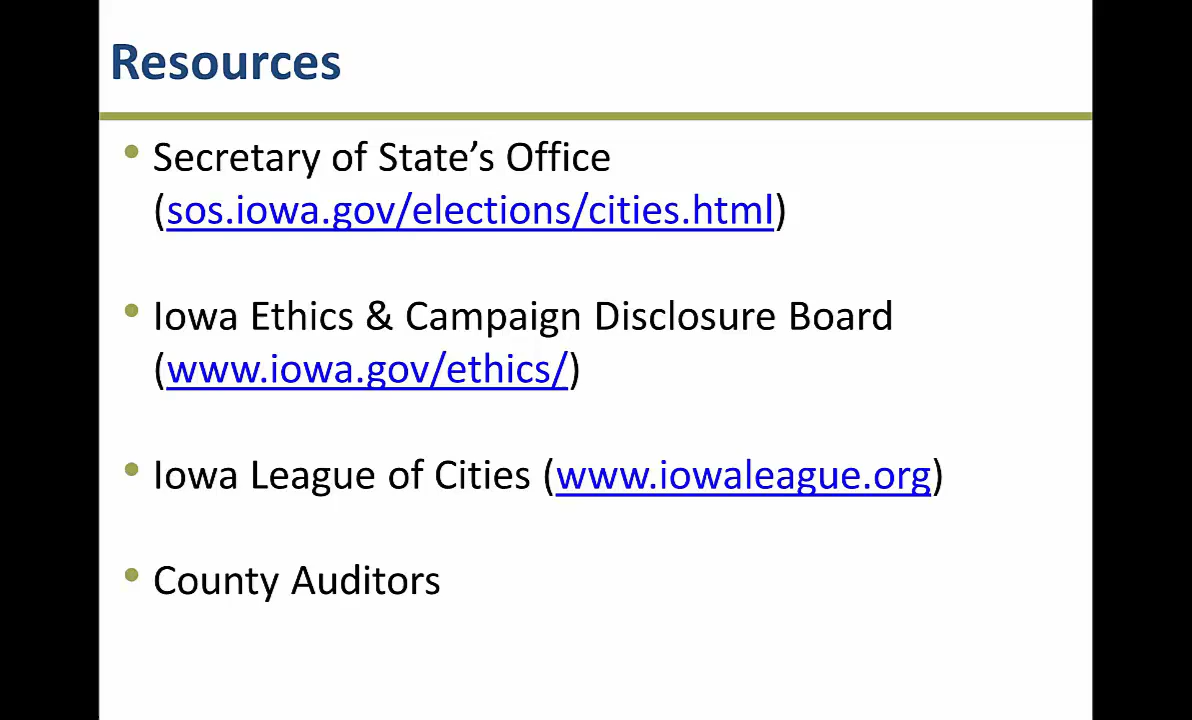 Resources
• Secretary of State’s Office
(sos.iowa.gov/elections/cities.html)
• Iowa Ethics & Campaign Disclosure Board
(www.iowa.gov/ethics/)
• Iowa League of Cities (www.iowaleague.org)
• County Auditors